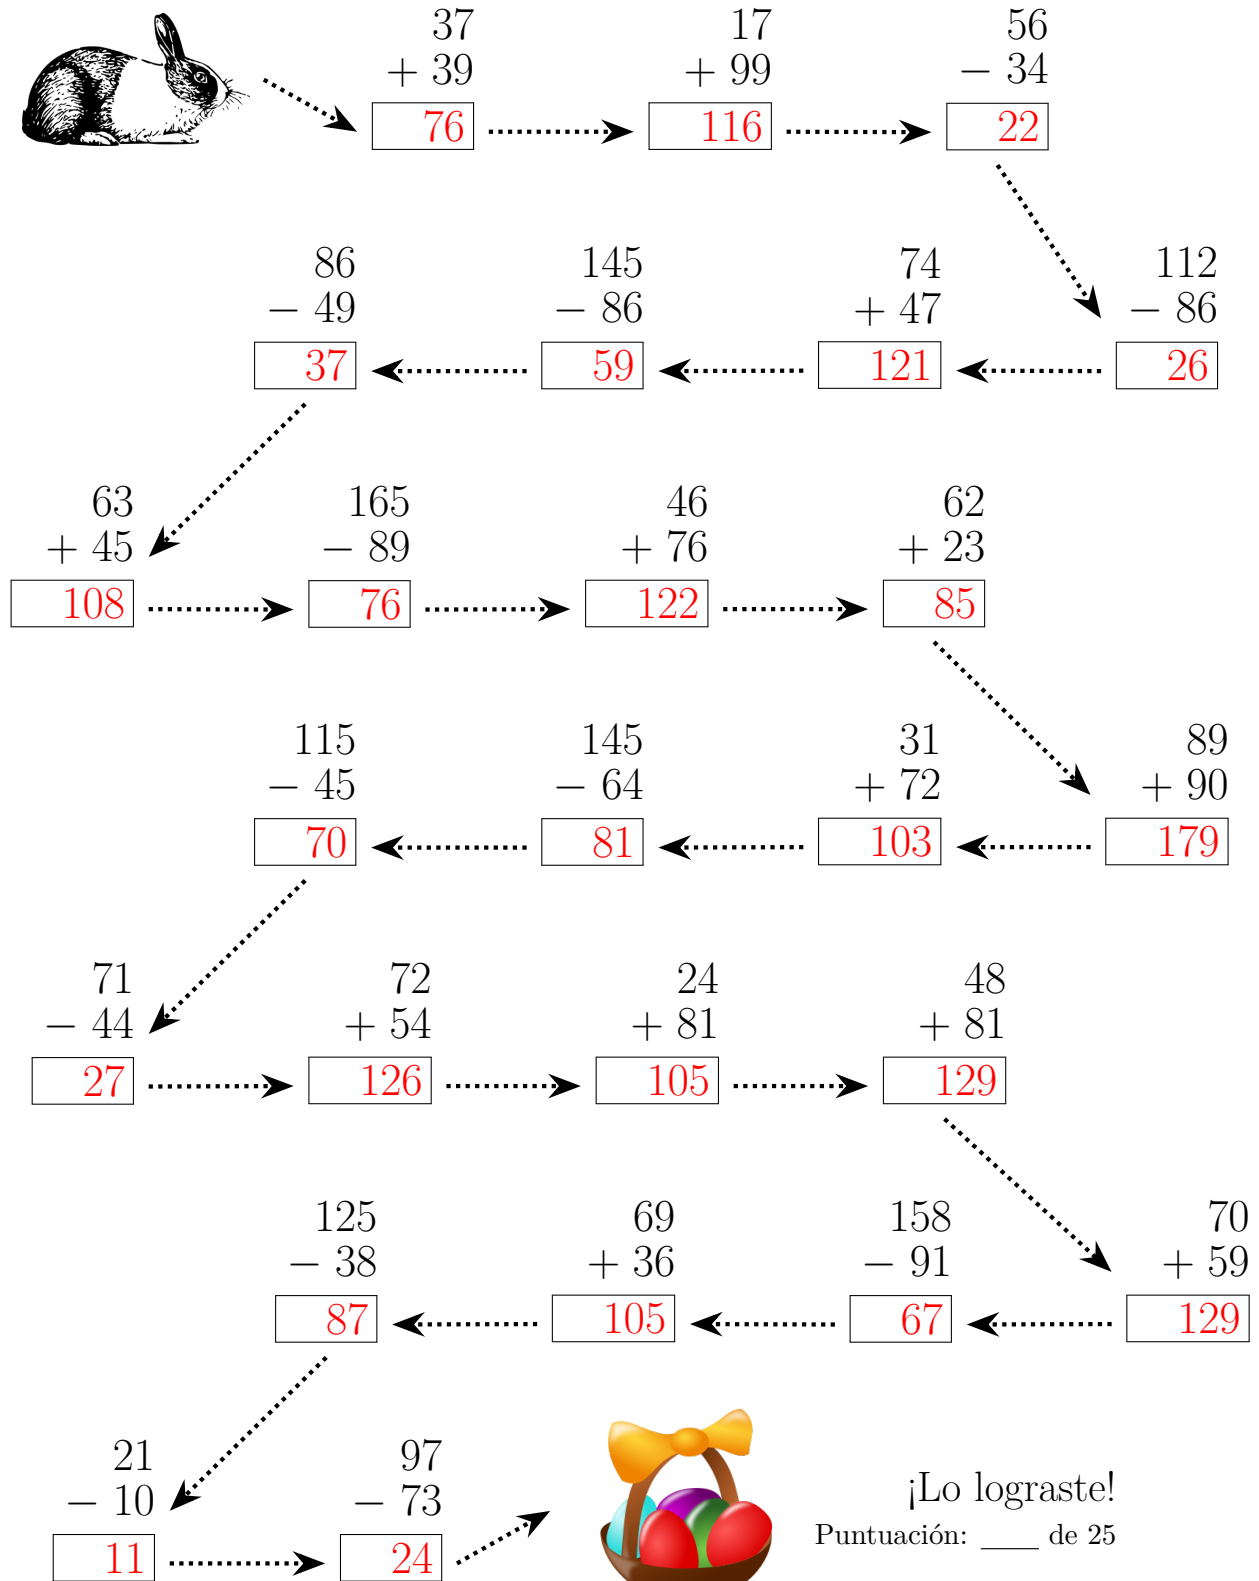 37 17 56
+ 39 + 99 − 34
76 116 22
86 145 74 112
− 49 − 86 + 47 − 86
37 59 121 26
63 165 46 62
+ 45 − 89 + 76 + 23
108 76 122 85
115 145 31 89
− 45 − 64 + 72 + 90
70 81 103 179
71 72 24 48
− 44 + 54 + 81 + 81
27 126 105 129
125 69 158 70
− 38 + 36 − 91 + 59
87 105 67 129
21 97
− 10 − 73
11 24
¡Lo lograste!
Puntuación: ____ de 25